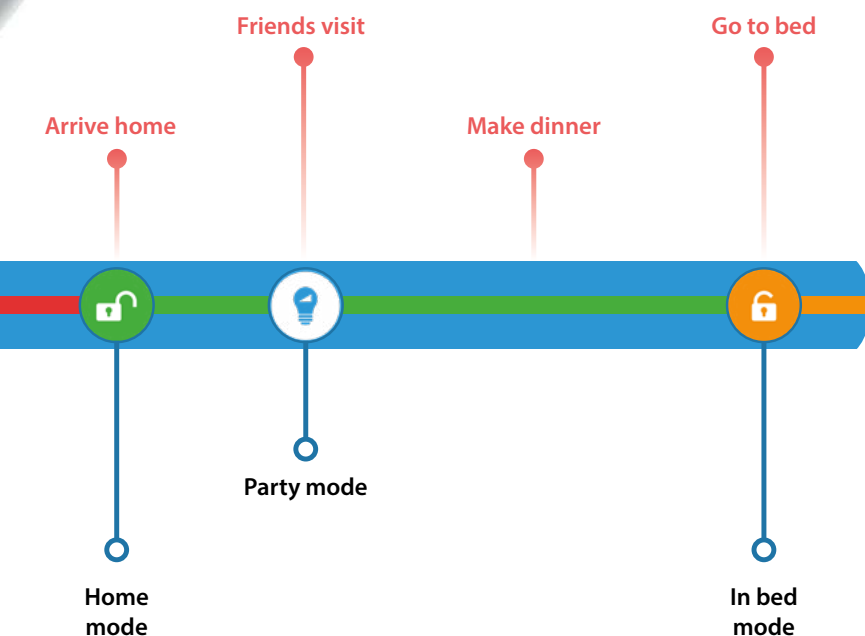 Friends visit
Go to bed
Arrive home
Make dinner
Party mode
Home
mode
In bed
mode